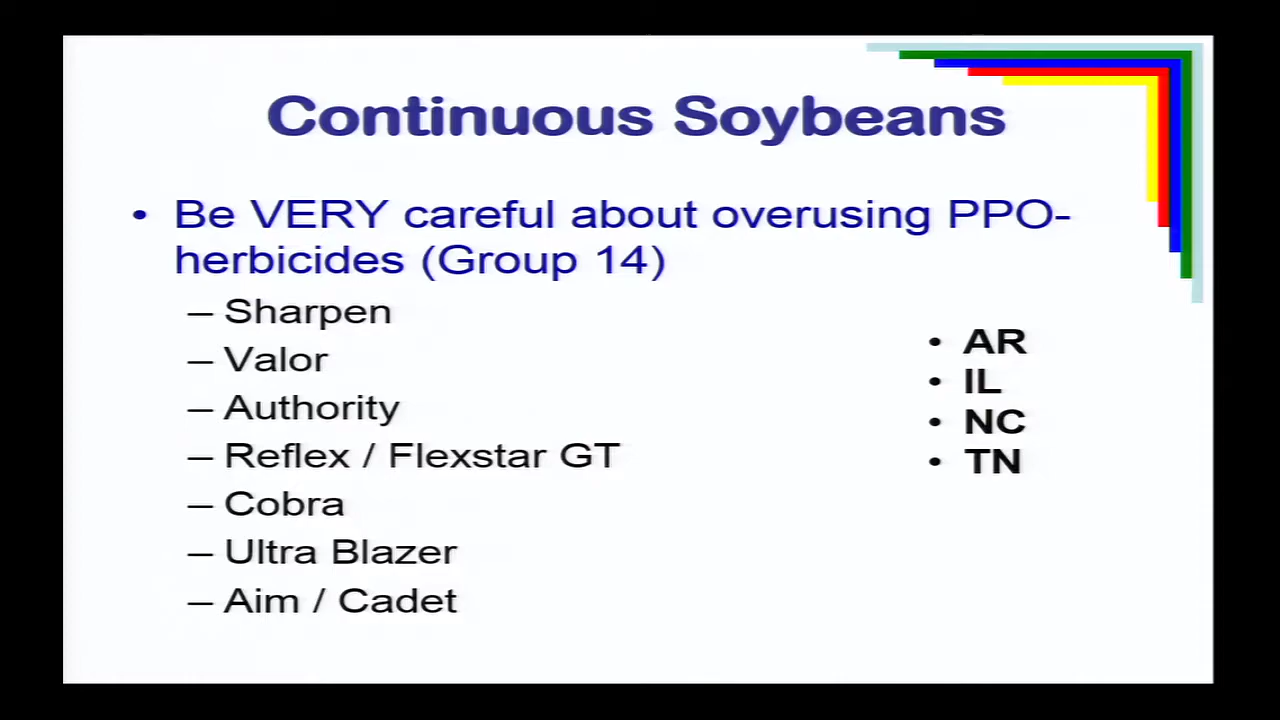 Continuous Soybeans
• Be VERY careful about overusing PPO-
herbicides (Group 14)
– Sharpen
– Valor
– Authority
– Reflex / Flexstar GT
– Cobra
– Ultra Blazer
– Aim / Cadet
• AR
• IL
• NC
• TN